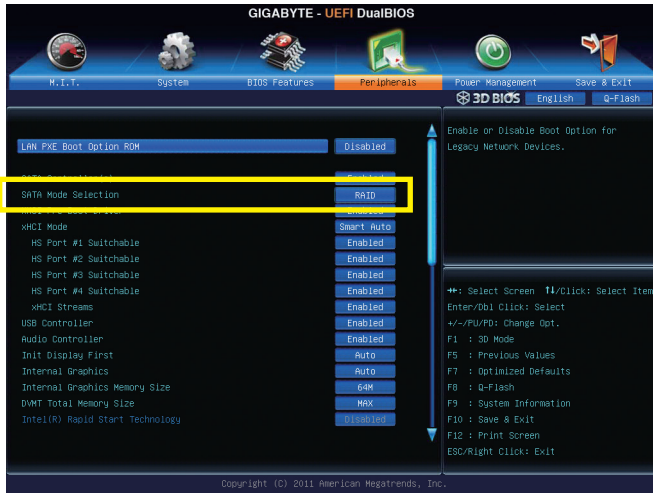 GIGABYTE - UEFI DualBIOS
M.I.T. System BIOS Features Peripherals Power Management Save & Exit
3D BIOS English Q-Flash
LAN PXE Boot Option ROM Disabled
SATA Mode Selection RAID
xHCI Mode Smart Auto
HS Port #1 Switchable Enabled
HS Port #2 Switchable Enabled
HS Port #3 Switchable Enabled
HS Port #4 Switchable Enabled
xHCI Streams Enabled
USB Controller Enabled
Audio Controller Enabled
Init Display First Auto
Internal Graphics Auto
Internal Graphics Memory Size 64M
DVMT Total Memory Size MAX
Intel(R) Rapid Start Technology Disabled
Enable or Disable Boot Option for
Legacy Network Devices.
→←: Select Screen ↑↓/Click: Select Item
Enter/Dbl Click: Select
+/-/PU/PD: Change Opt.
F1 : 3D Mode
F5 : Previous Values
F7 : Optimized Defaults
F8 : Q-Flash
F9 : System Information
F10 : Save & Exit
F12 : Print Screen
ESC/Right Click: Exit
Copyright (C) 2011 American Megatrends, Inc.